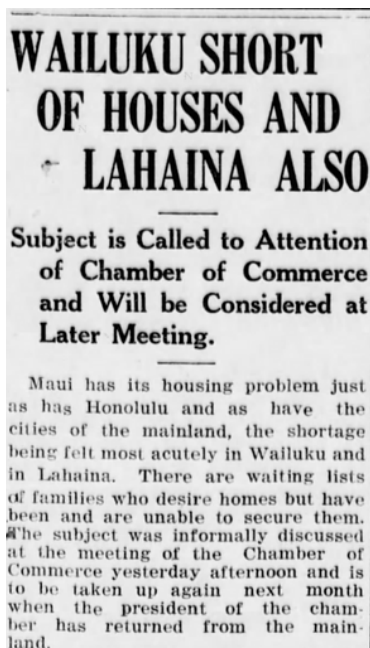 WAILUKU SHORT
OF HOUSES AND
LAHAINA ALSO
Subject is Called to Attention
of Chamber of Commerce
and Will be Considered at
Later Meeting.
Maui has its housing problem just
as has Honolulu and as have the
cities of the mainland, the shortage
being felt most acutely in Wailuku and
in Lahaina. There are waiting lists
of families who desire homes but have
been and are unable to secure them.
The subject was informally discussed
at the meeting of the Chamber of
Commerce yesterday afternoon and is
to be taken up again next month
when the president of the cham-
ber has returned from the main-
land.